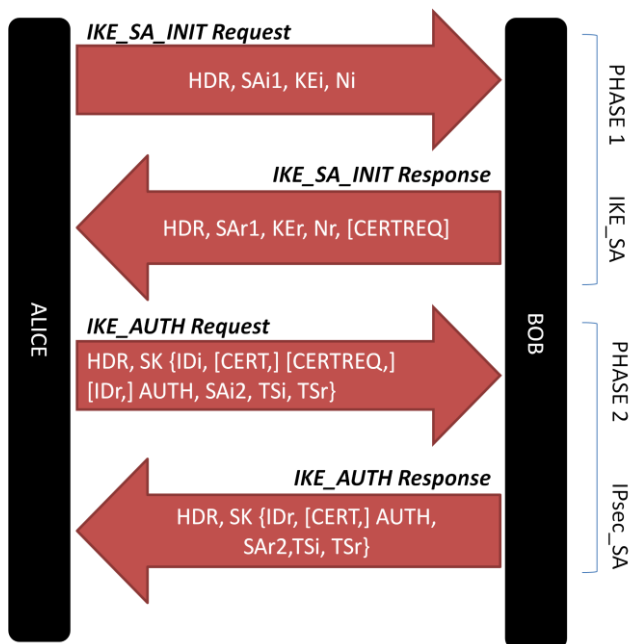 IKE_SA_INIT Request
HDR, SAi1, KEi, Ni
IKE_SA_INIT Response
HDR, SAr1, KEr, Nr, [CERTREQ]
IKE_AUTH Request
HDR, SK {IDi, [CERT,] [CERTREQ,]
[IDr,] AUTH, SAi2, TSi, TSr}
IKE_AUTH Response
HDR, SK {IDr, [CERT,] AUTH,
SAr2,TSi, TSr}
ALICE
BOB
PHASE 1
IKE_SA
PHASE 2
IPsec_SA